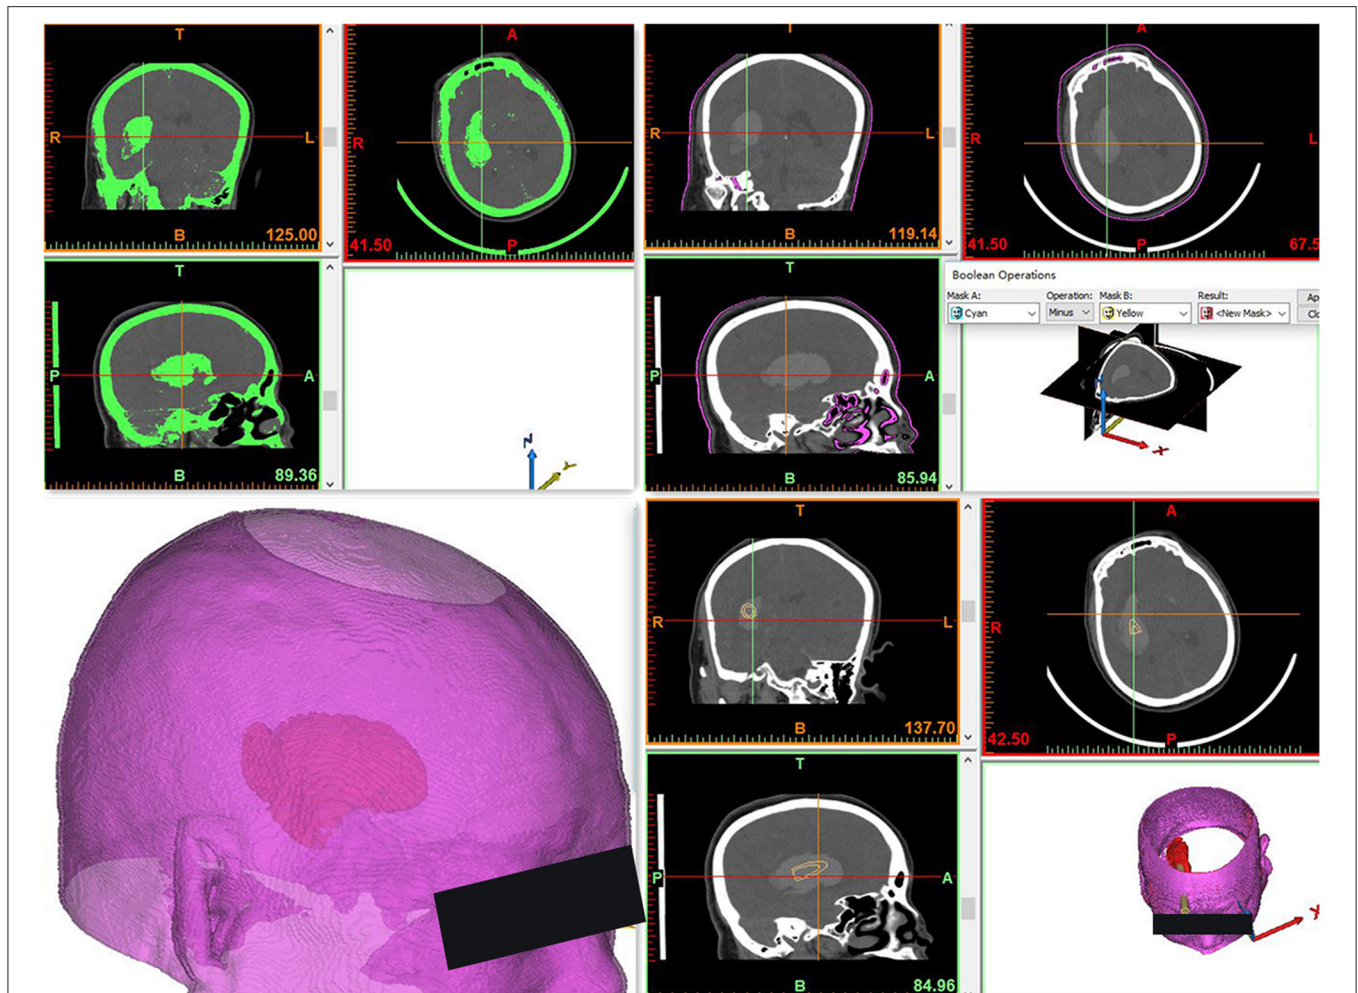 T
R
L
B
125.00
A
R
41.50
P
T
P
A
B
89.36
N
Y
T
R
L
B
119.14
A
L
41.50
P
67.5
T
P
A
B
85.94
Boolean Operations
Mask A: Operation: Mask B: Result:
Cyan Minus Yellow <New Mask>
X
T
R
L
B
137.70
A
R
42.50
P
T
P
A
B
84.96